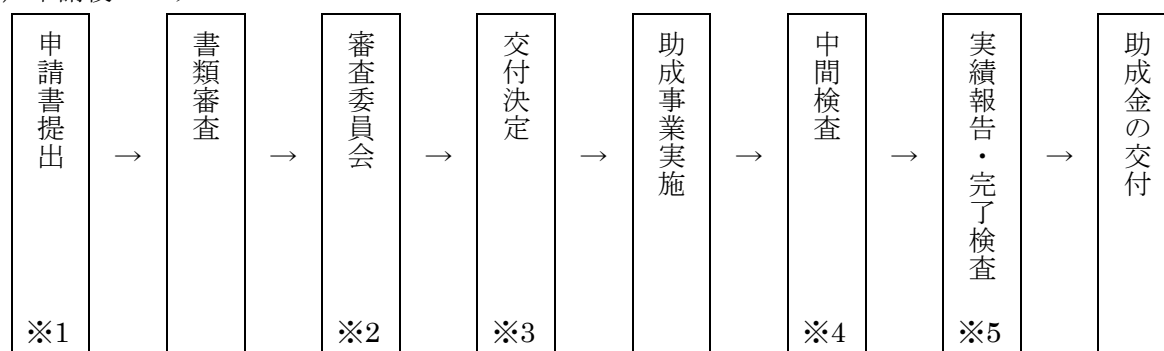 申請書提出
※1
→
書類審査
→
審査委員会
※2
→
交付決定
※3
→
助成事業実施
→
中間検査
※4
→
実績報告・完了検査
※5
→
助成金の交付